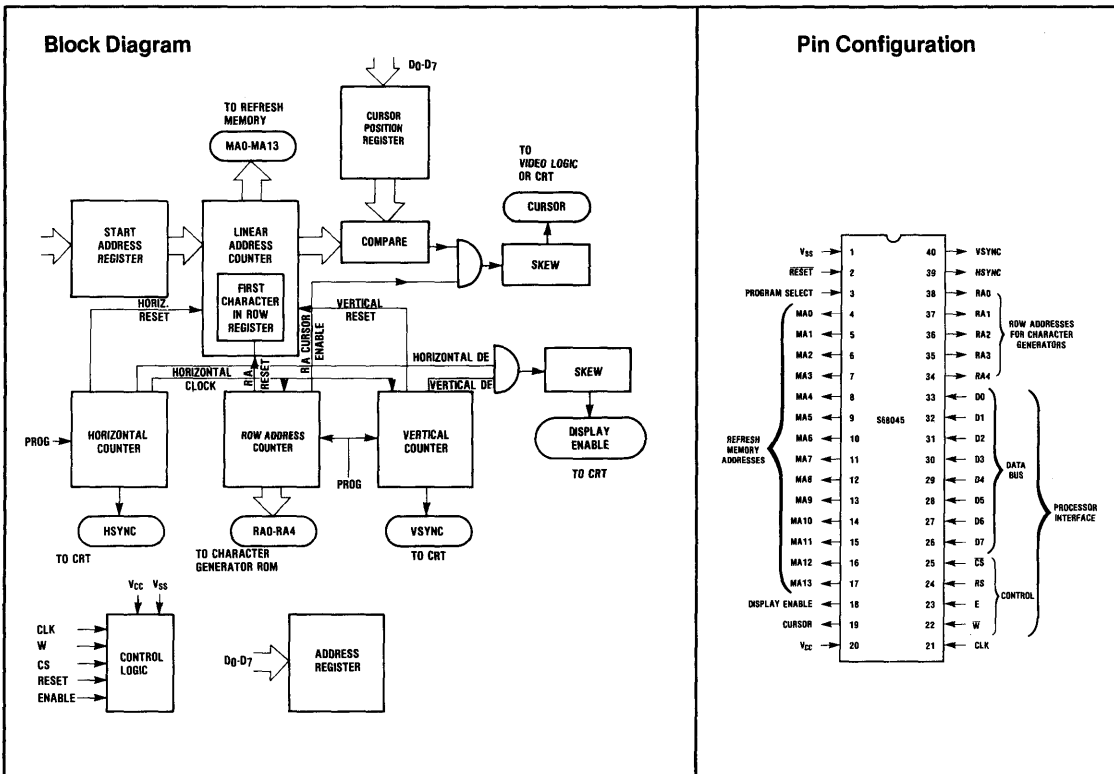 Block Diagram
D0-D7
TO REFRESH
MEMORY
MA0-MA13
CURSOR
POSITION
REGISTER
TO
VIDEO LOGIC
OR CRT
CURSOR
START
ADDRESS
REGISTER
LINEAR
ADDRESS
COUNTER
COMPARE
SKEW
FIRST
CHARACTER
IN ROW
REGISTER
HORIZ.
RESET
VERTICAL
RESET
R/A CURSOR
ENABLE
R/A
RESET
HORIZONTAL DE
HORIZONTAL
CLOCK
VERTICAL DE
SKEW
DISPLAY
ENABLE
TO CRT
PROG
HORIZONTAL
COUNTER
ROW ADDRESS
COUNTER
VERTICAL
COUNTER
PROG
HSYNC
RA0-RA4
VSYNC
TO CRT
TO CHARACTER
GENERATOR ROM
TO CRT
VCC VSS
CLK
W
CS
RESET
ENABLE
CONTROL
LOGIC
D0-D7
ADDRESS
REGISTER
Pin Configuration
VSS 1 40 VSYNC
RESET 2 39 HSYNC
PROGRAM SELECT 3 38 RA0
MA0 4 37 RA1
MA1 5 36 RA2
MA2 6 35 RA3
MA3 7 34 RA4
MA4 8 33 D0
MA5 9 S68045 32 D1
MA6 10 31 D2
MA7 11 30 D3
MA8 12 29 D4
MA9 13 28 D5
MA10 14 27 D6
MA11 15 26 D7
MA12 16 25 CS
MA13 17 24 RS
DISPLAY ENABLE 18 23 E
CURSOR 19 22 W
VCC 20 21 CLK
REFRESH
MEMORY
ADDRESSES
ROW ADDRESSES
FOR CHARACTER
GENERATORS
DATA
BUS
PROCESSOR
INTERFACE
CONTROL